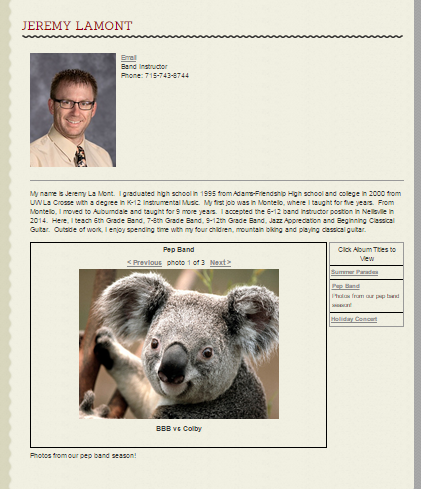 JEREMY LAMONT
Email
Band Instructor
Phone: 715-743-8744
My name is Jeremy La Mont. I graduated high school in 1995 from Adams-Friendship High school and college in 2000 from
UW La Crosse with a degree in K-12 Instrumental Music. My first job was in Montello, where I taught for five years. From
Montello, I moved to Auburndale and taught for 9 more years. I accepted the 6-12 band instructor position in Neillsville in
2014. Here, I teach 6th Grade Band, 7-8th Grade Band, 9-12th Grade Band, Jazz Appreciation and Beginning Classical
Guitar. Outside of work, I enjoy spending time with my four children, mountain biking and playing classical guitar.
Pep Band
< Previous photo 1 of 3 Next >
BBB vs Colby
Photos from our pep band season!
Click Album Titles to
View
Summer Parades
Pep Band
Photos from our pep band
season!
Holiday Concert